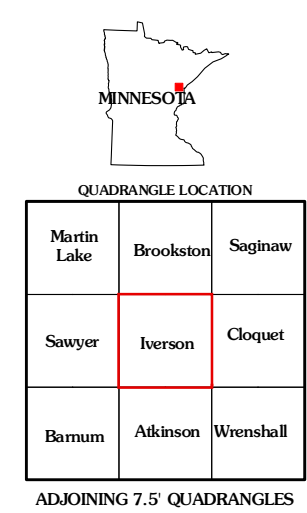 MINNESOTA
QUADRANGLE LOCATION
Martin
Lake
Brookston
Saginaw
Sawyer
Iverson
Cloquet
Barnum
Atkinson
Wrenshall
ADJOINING 7.5' QUADRANGLES